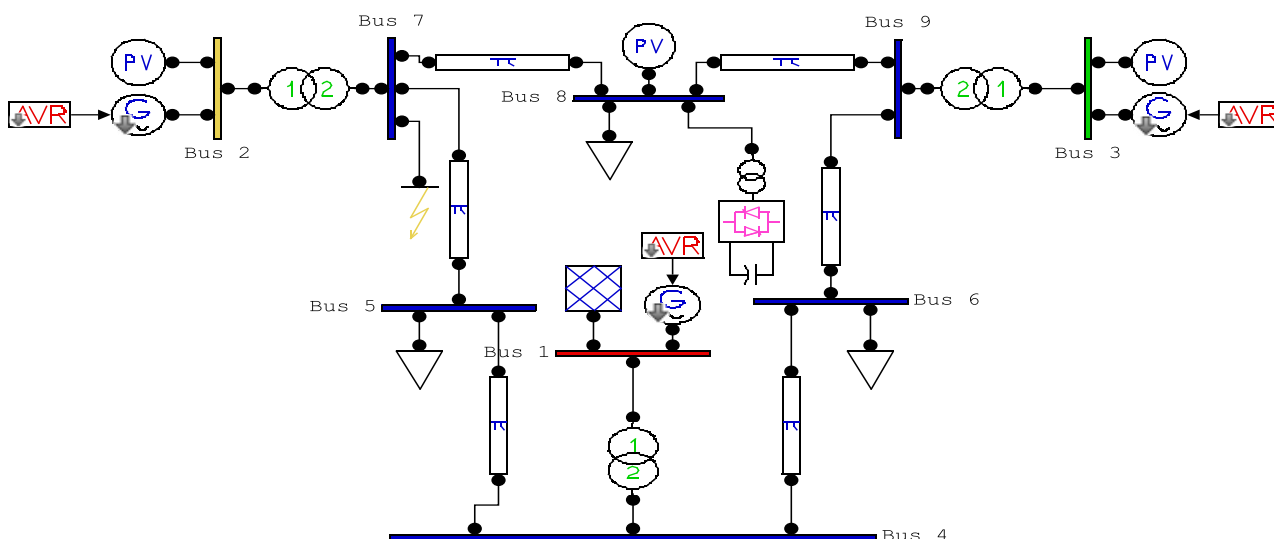 Bus 7
Bus 9
PV
PV
PV
1 2
2 1
Bus 8
AVR
G
G
AVR
Bus 2
Bus 3
π
π
π
π
AVR
G
Bus 5
Bus 6
Bus 1
π
π
1
2
Bus 4